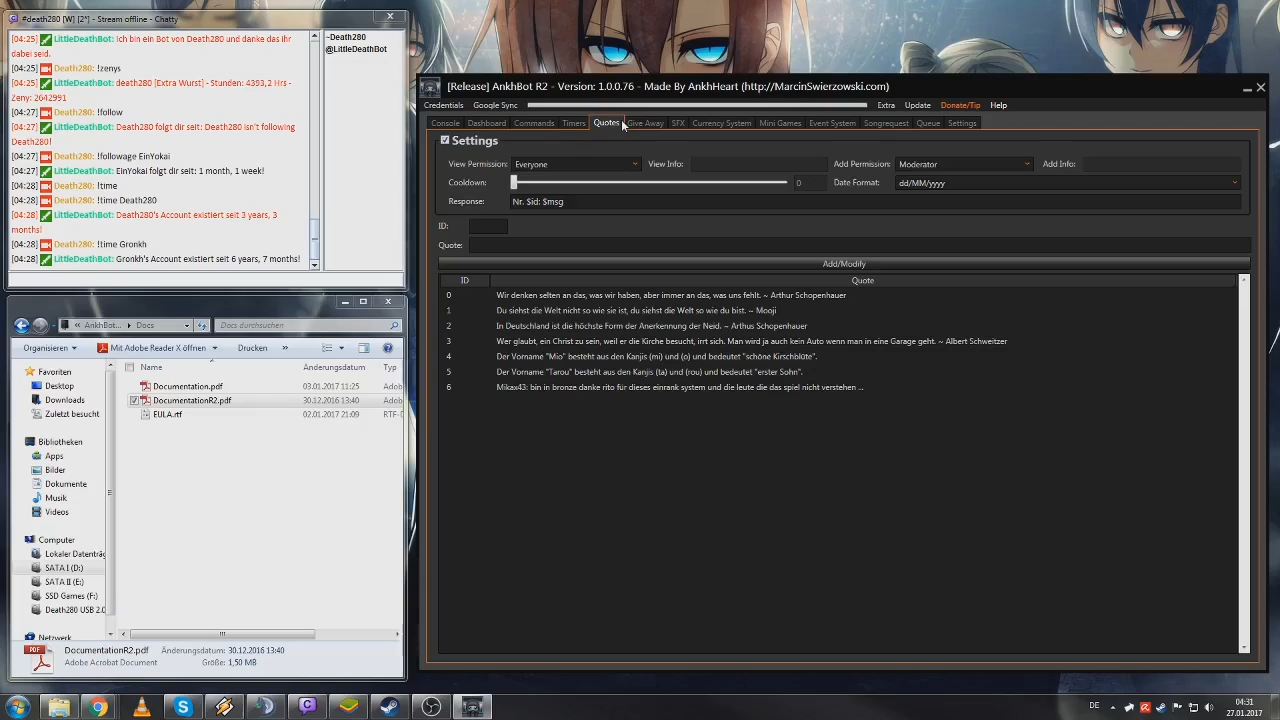 #death280 [W] [2*] - Stream offline - Chatty
[04:25] LittleDeathBot: Ich bin ein Bot von Death280 und danke das ihr
dabei seid.
[04:25] Death280: !zenys
[04:25] LittleDeathBot: death280 [Extra Wurst] - Stunden: 4393,2 Hrs -
Zeny: 2642991
[04:27] Death280: !follow
[04:27] Death280 folgt dir seit: Death280 isn't following
Death280!
[04:27] Death280: !followage EinYokai
[04:27] LittleDeathBot: EinYokai folgt dir seit: 1 month, 1 week!
[04:28] Death280: !time
[04:28] Death280: !time Death280
[04:28] LittleDeathBot: Death280's Account existiert seit 3 years, 3
months!
[04:28] Death280: !time Gronkh
[04:28] LittleDeathBot: Gronkh's Account existiert seit 6 years, 7 months!
~Death280
@LittleDeathBot
AnkhBot... Docs
Docs durchsuchen
Organisieren Mit Adobe Reader X öffnen Drucken »
Favoriten
Desktop
Downloads
Zuletzt besucht
Bibliotheken
Apps
Bilder
Dokumente
Musik
Videos
Computer
Lokaler Datenträ
SATA I (D:)
SATA II (E:)
SSD Games (F:)
Death280 USB 2.0
Netzwerk
Name Änderungsdatum Typ
Documentation.pdf 03.01.2017 11:25 Adob
DocumentationR2.pdf 30.12.2016 13:40 Adob
EULA.rtf 02.01.2017 21:09 RTF-D
DocumentationR2.pdf Änderungsdatum: 30.12.2016 13:40
Adobe Acrobat Document Größe: 1,50 MB
[Release] AnkhBot R2 - Version: 1.0.0.76 - Made By AnkhHeart (http://MarcinSwierzowski.com)
Credentials Google Sync Extra Update Donate/Tip Help
Console Dashboard Commands Timers Quotes Give Away SFX Currency System Mini Games Event System Songrequest Queue Settings
Settings
View Permission: Everyone View Info: Add Permission: Moderator Add Info:
Cooldown: 0 Date Format: dd/MM/yyyy
Response: Nr. $id: $msg
ID:
Quote:
Add/Modify
ID Quote
0 Wir denken selten an das, was wir haben, aber immer an das, was uns fehlt. ~ Arthur Schopenhauer
1 Du siehst die Welt nicht so wie sie ist, du siehst die Welt so wie du bist. ~ Mooji
2 In Deutschland ist die höchste Form der Anerkennung der Neid. ~ Arthus Schopenhauer
3 Wer glaubt, ein Christ zu sein, weil er die Kirche besucht, irrt sich. Man wird ja auch kein Auto wenn man in eine Garage geht. ~ Albert Schweitzer
4 Der Vorname "Mio" besteht aus den Kanjis (mi) und (o) und bedeutet "schöne Kirschblüte".
5 Der Vorname "Tarou" besteht aus den Kanjis (ta) und (rou) und bedeutet "erster Sohn".
6 Mikax43: bin in bronze danke rito für dieses einrank system und die leute die das spiel nicht verstehen ...
DE
04:31
27.01.2017